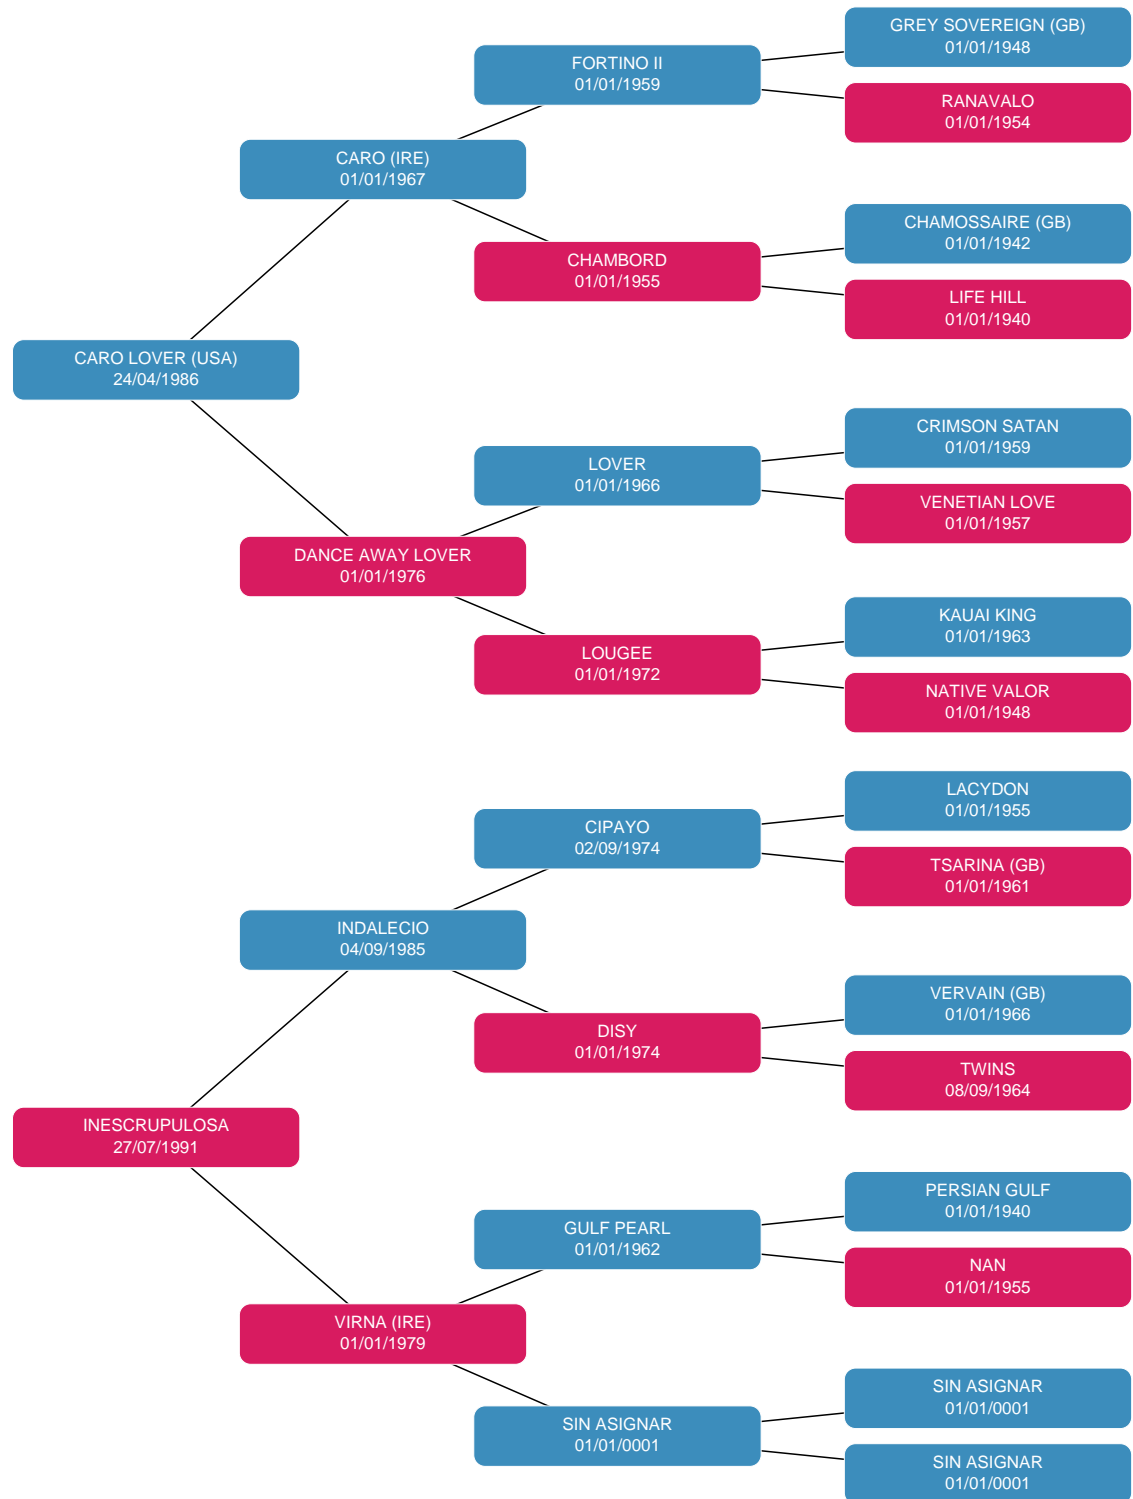 GREY SOVEREIGN (GB)
01/01/1948
FORTINO II
01/01/1959
RANAVALO
01/01/1954
CARO (IRE)
01/01/1967
CHAMOSSAIRE (GB)
01/01/1942
CHAMBORD
01/01/1955
LIFE HILL
01/01/1940
CARO LOVER (USA)
24/04/1986
CRIMSON SATAN
01/01/1959
LOVER
01/01/1966
VENETIAN LOVE
01/01/1957
DANCE AWAY LOVER
01/01/1976
KAUAI KING
01/01/1963
LOUGEE
01/01/1972
NATIVE VALOR
01/01/1948
LACYDON
01/01/1955
CIPAYO
02/09/1974
TSARINA (GB)
01/01/1961
INDALECIO
04/09/1985
VERVAIN (GB)
01/01/1966
DISY
01/01/1974
TWINS
08/09/1964
INESCRUPULOSA
27/07/1991
PERSIAN GULF
01/01/1940
GULF PEARL
01/01/1962
NAN
01/01/1955
VIRNA (IRE)
01/01/1979
SIN ASIGNAR
01/01/0001
SIN ASIGNAR
01/01/0001
SIN ASIGNAR
01/01/0001